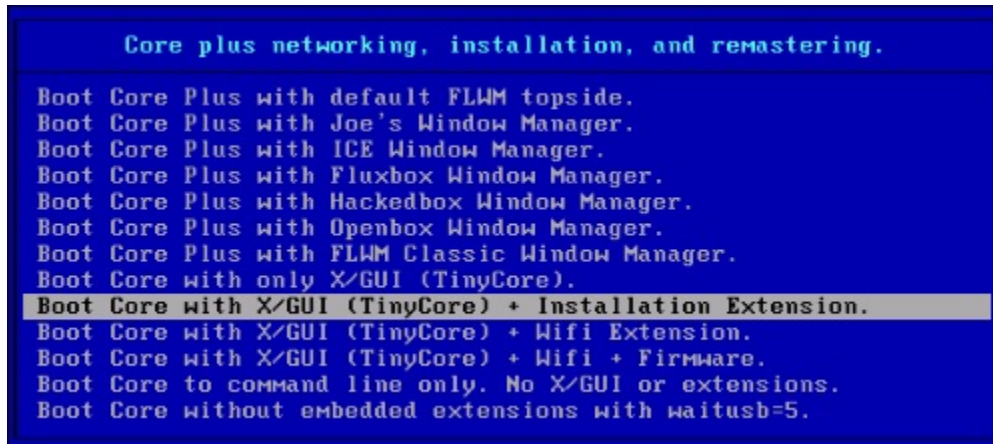 Core plus networking, installation, and remastering.
Boot Core Plus with default FLWM topside.
Boot Core Plus with Joe's Window Manager.
Boot Core Plus with ICE Window Manager.
Boot Core Plus with Fluxbox Window Manager.
Boot Core Plus with Hackedbox Window Manager.
Boot Core Plus with Openbox Window Manager.
Boot Core Plus with FLWM Classic Window Manager.
Boot Core with only X/GUI (TinyCore).
Boot Core with X/GUI (TinyCore) + Installation Extension.
Boot Core with X/GUI (TinyCore) + Wifi Extension.
Boot Core with X/GUI (TinyCore) + Wifi + Firmware.
Boot Core to command line only. No X/GUI or extensions.
Boot Core without embedded extensions with waitusb=5.